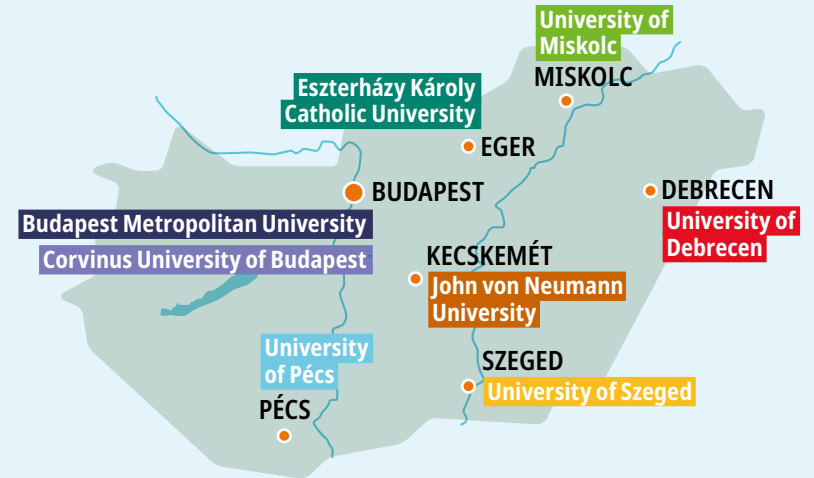 University of
Miskolc
MISKOLC
Eszterházy Károly
Catholic University
EGER
BUDAPEST
DEBRECEN
University of
Debrecen
Budapest Metropolitan University
Corvinus University of Budapest
KECSKEMÉT
John von Neumann
University
University
of Pécs
PÉCS
SZEGED
University of Szeged